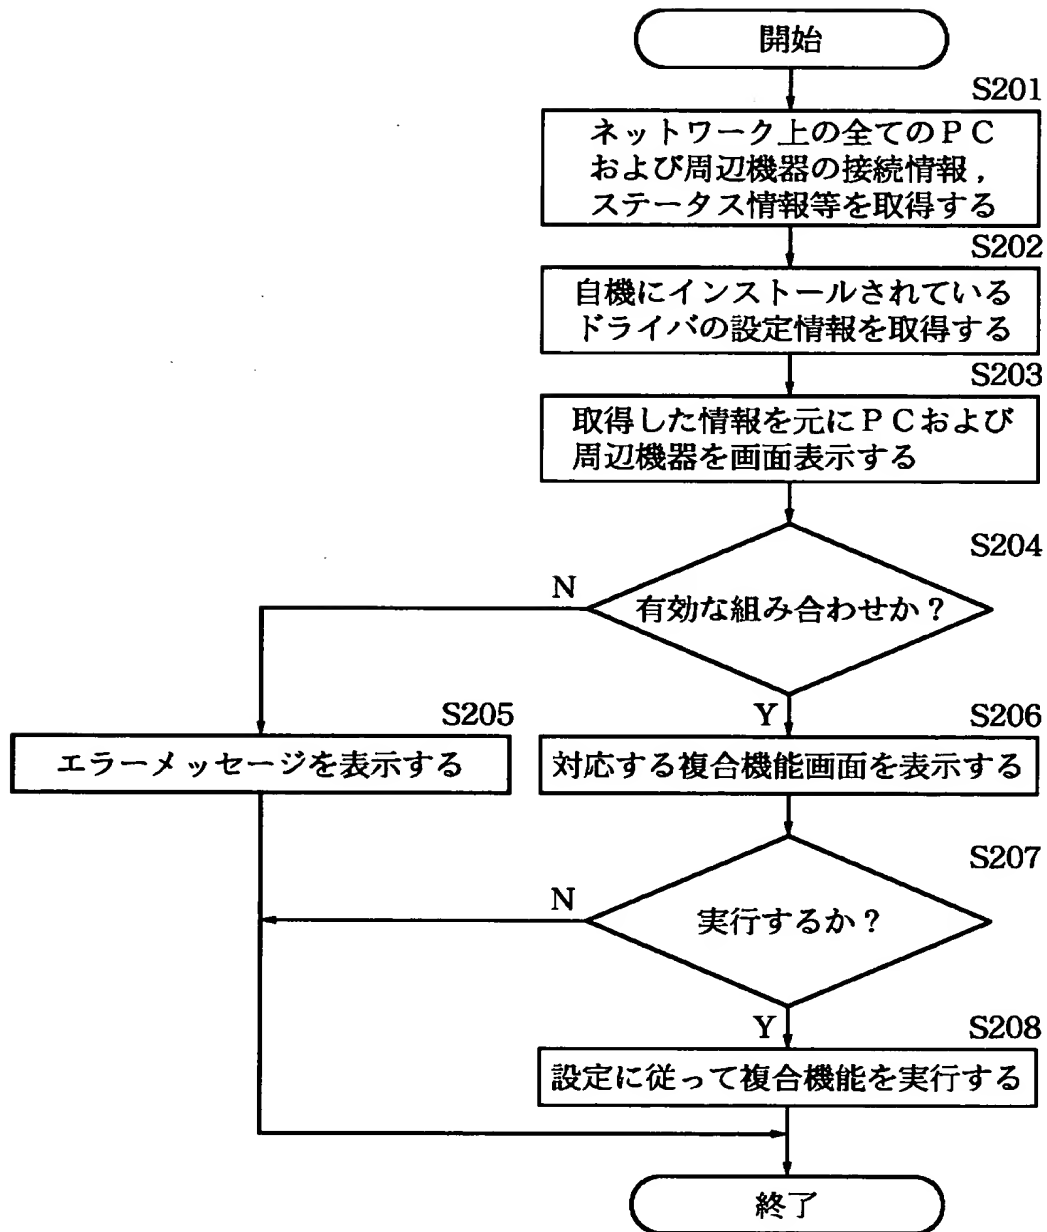 開始
S201
ネットワーク上の全てのPC
および周辺機器の接続情報,
ステータス情報等を取得する
S202
自機にインストールされている
ドライバの設定情報を取得する
S203
取得した情報を元にPCおよび
周辺機器を画面表示する
S204
N
有効な組み合わせか?
Y
S205
エラーメッセージを表示する
S206
対応する複合機能画面を表示する
S207
N
実行するか?
Y
S208
設定に従って複合機能を実行する
終了